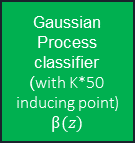 Gaussian
Process
classifier
(with K*50
inducing point)
β(𝑧)